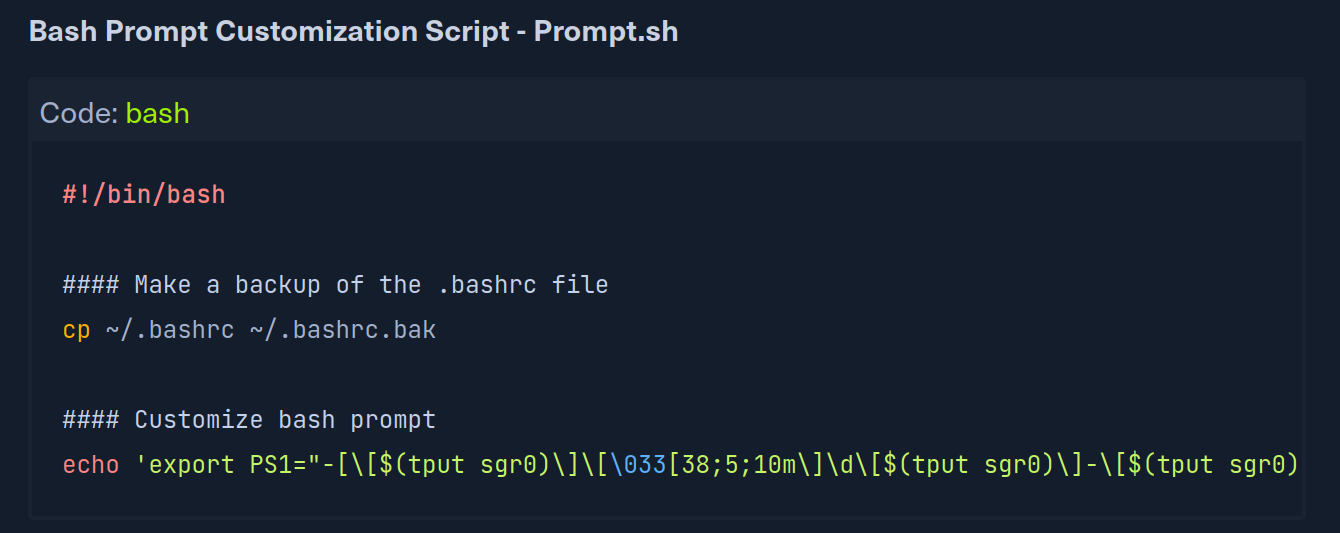 Bash Prompt Customization Script - Prompt.sh
Code: bash
#!/bin/bash
#### Make a backup of the .bashrc file
cp ~/.bashrc ~/.bashrc.bak
#### Customize bash prompt
echo 'export PS1="-[\[$(tput sgr0)\]\[\033[38;5;10m\]\d\[$(tput sgr0)\]-\[$(tput sgr0)